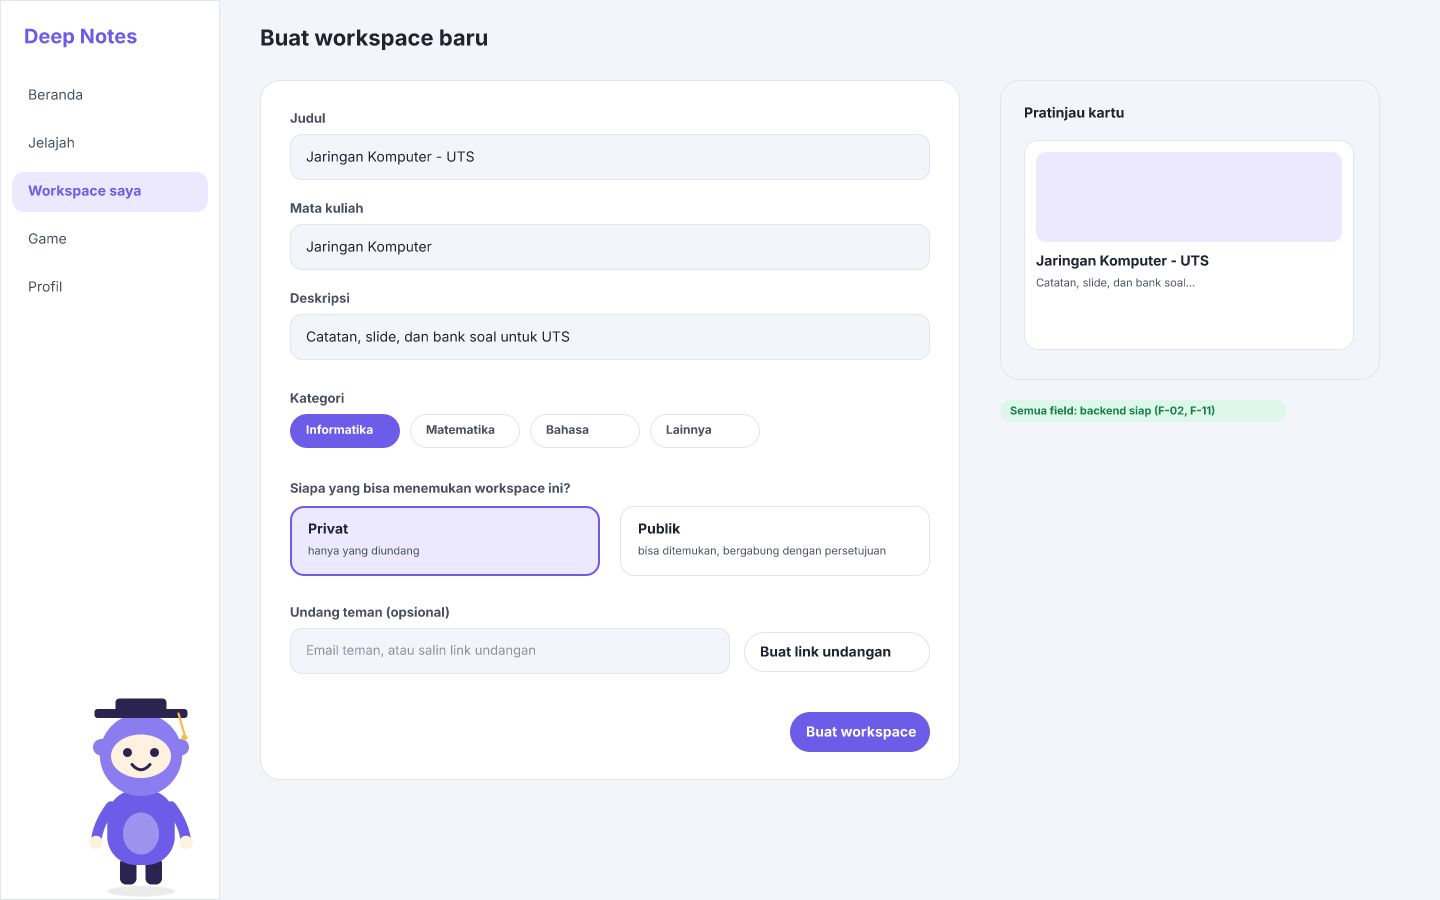 Deep Notes
Beranda
Jelajah
Workspace saya
Game
Profil
Buat workspace baru
Judul
Jaringan Komputer - UTS
Mata kuliah
Jaringan Komputer
Deskripsi
Catatan, slide, dan bank soal untuk UTS
Kategori
Informatika
Matematika
Bahasa
Lainnya
Siapa yang bisa menemukan workspace ini?
Privat
hanya yang diundang
Publik
bisa ditemukan, bergabung dengan persetujuan
Undang teman (opsional)
Email teman, atau salin link undangan
Buat link undangan
Buat workspace
Pratinjau kartu
Jaringan Komputer - UTS
Catatan, slide, dan bank soal...
Semua field: backend siap (F-02, F-11)